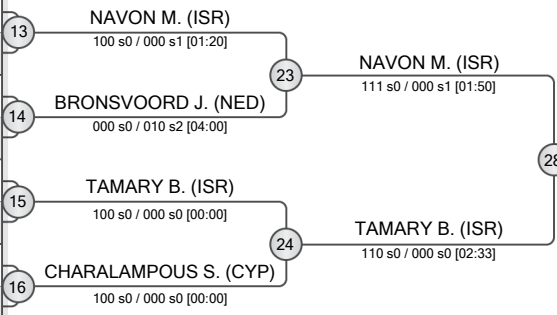 13
NAVON M. (ISR)
100 s0 / 000 s1 [01:20]
23
NAVON M. (ISR)
111 s0 / 000 s1 [01:50]
14
BRONSVOORD J. (NED)
000 s0 / 010 s2 [04:00]
28
15
TAMARY B. (ISR)
100 s0 / 000 s0 [00:00]
24
TAMARY B. (ISR)
110 s0 / 000 s0 [02:33]
16
CHARALAMPOUS S. (CYP)
100 s0 / 000 s0 [00:00]